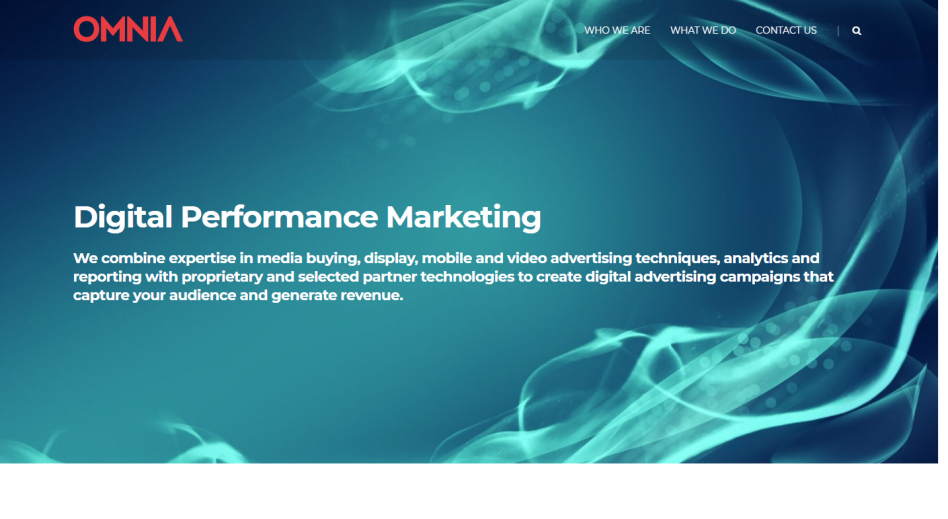 OMNIA
WHO WE ARE WHAT WE DO CONTACT US
Digital Performance Marketing
We combine expertise in media buying, display, mobile and video advertising techniques, analytics and
reporting with proprietary and selected partner technologies to create digital advertising campaigns that
capture your audience and generate revenue.